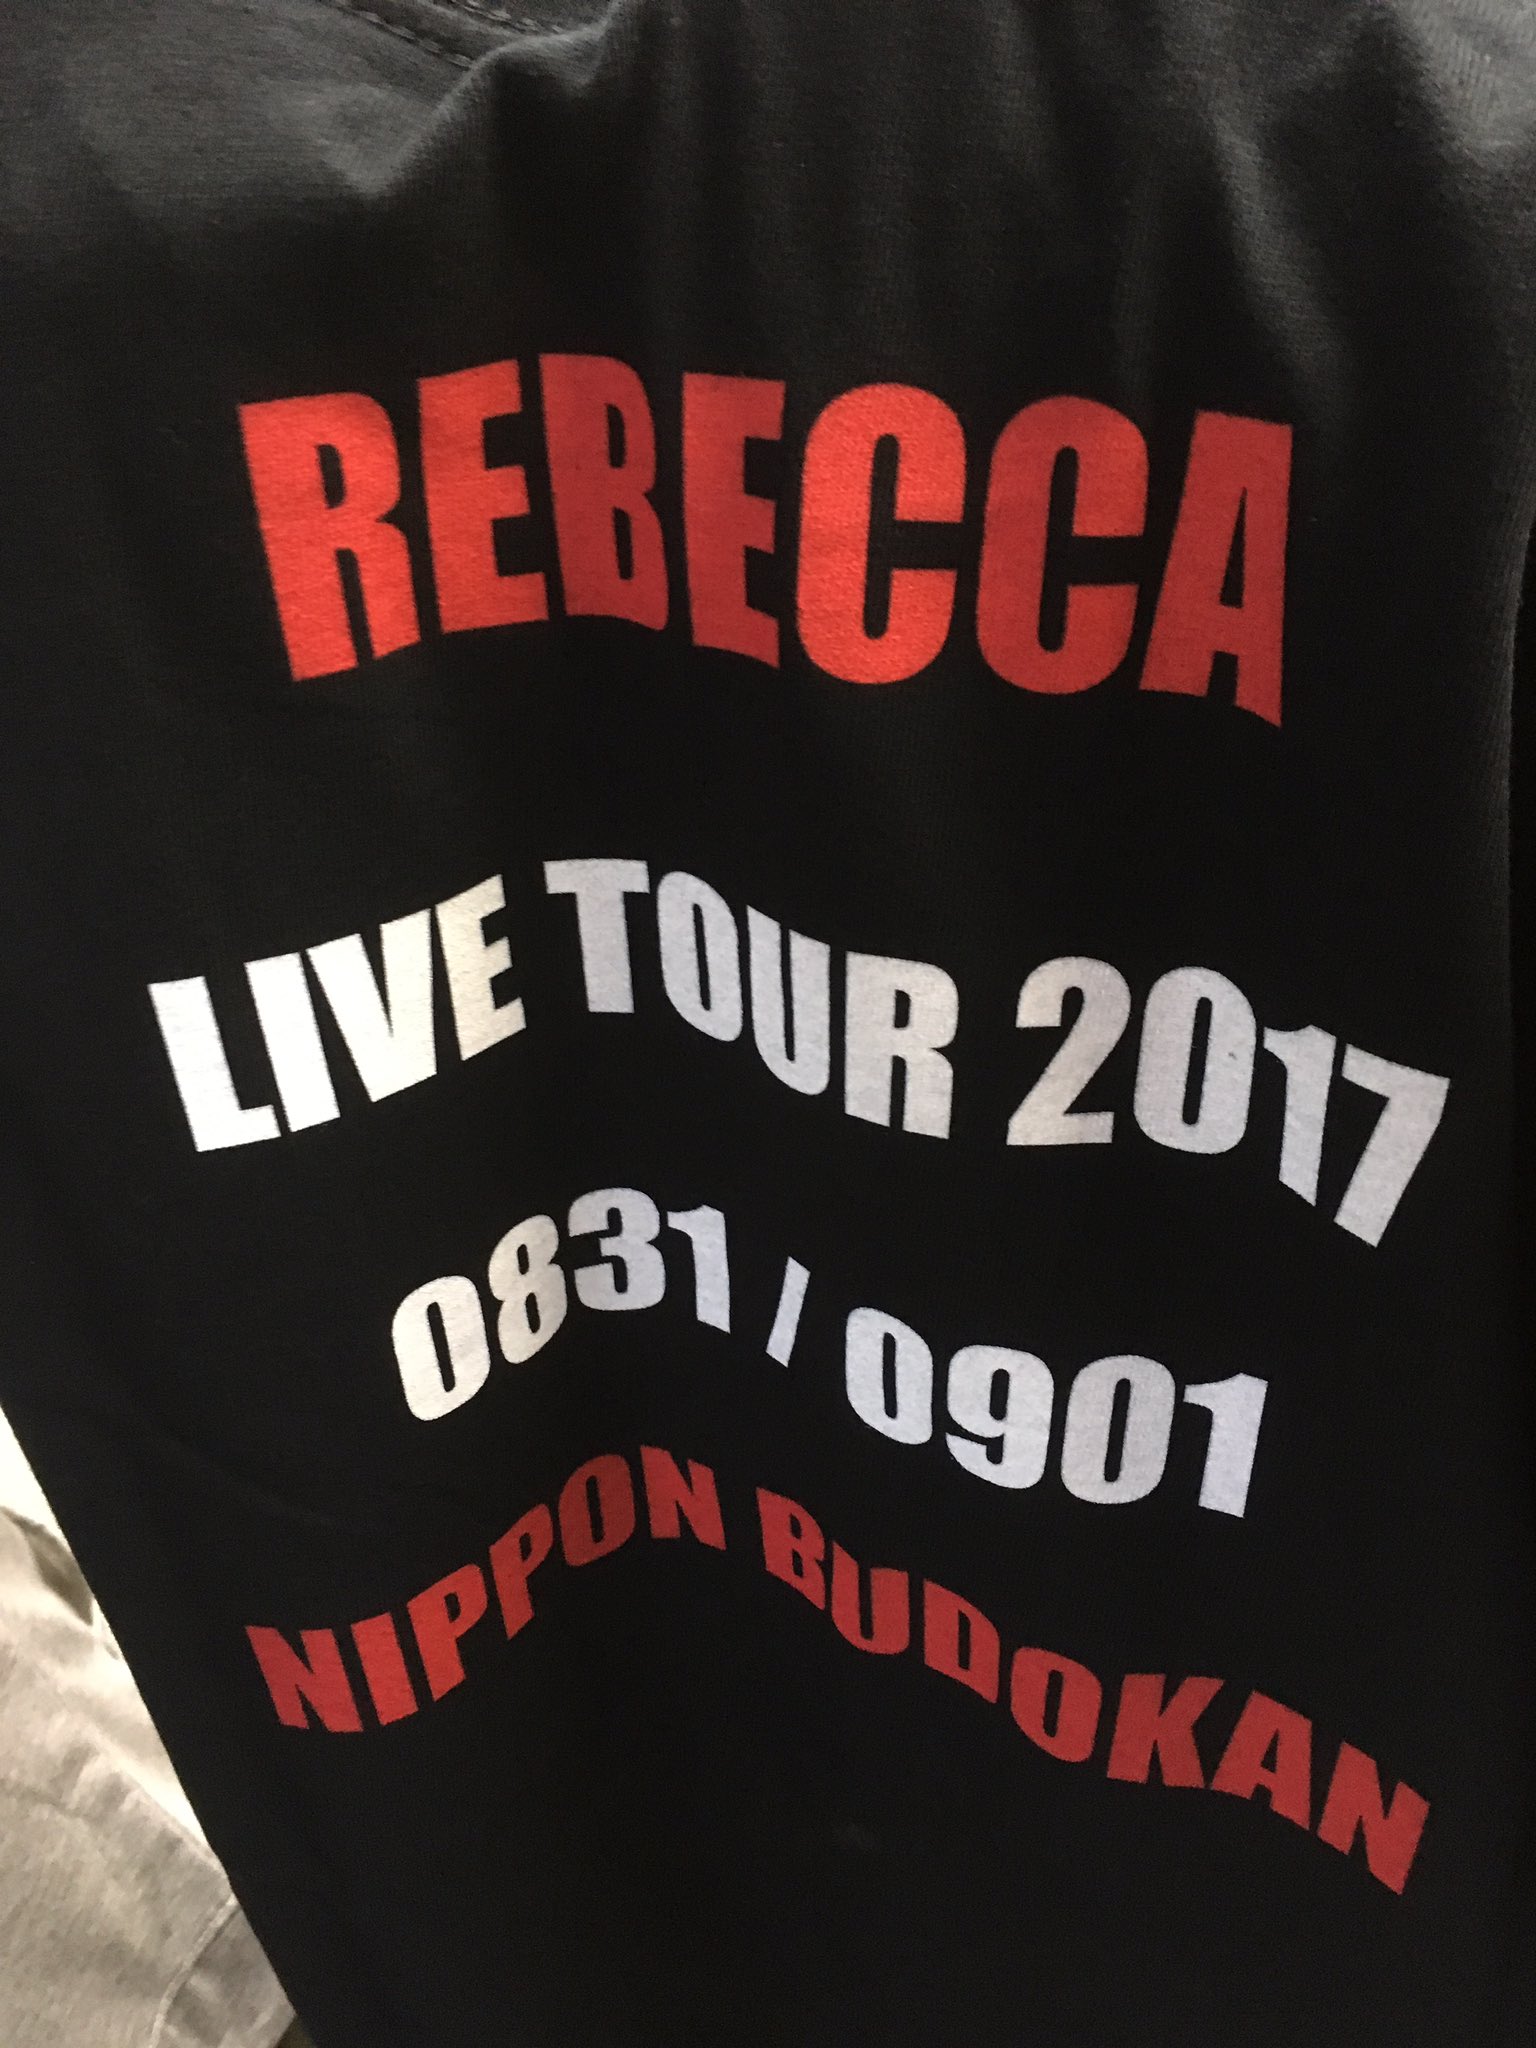 REBECCA
LIVE TOUR 2017
0831 / 0901
NIPPON BUDOKAN